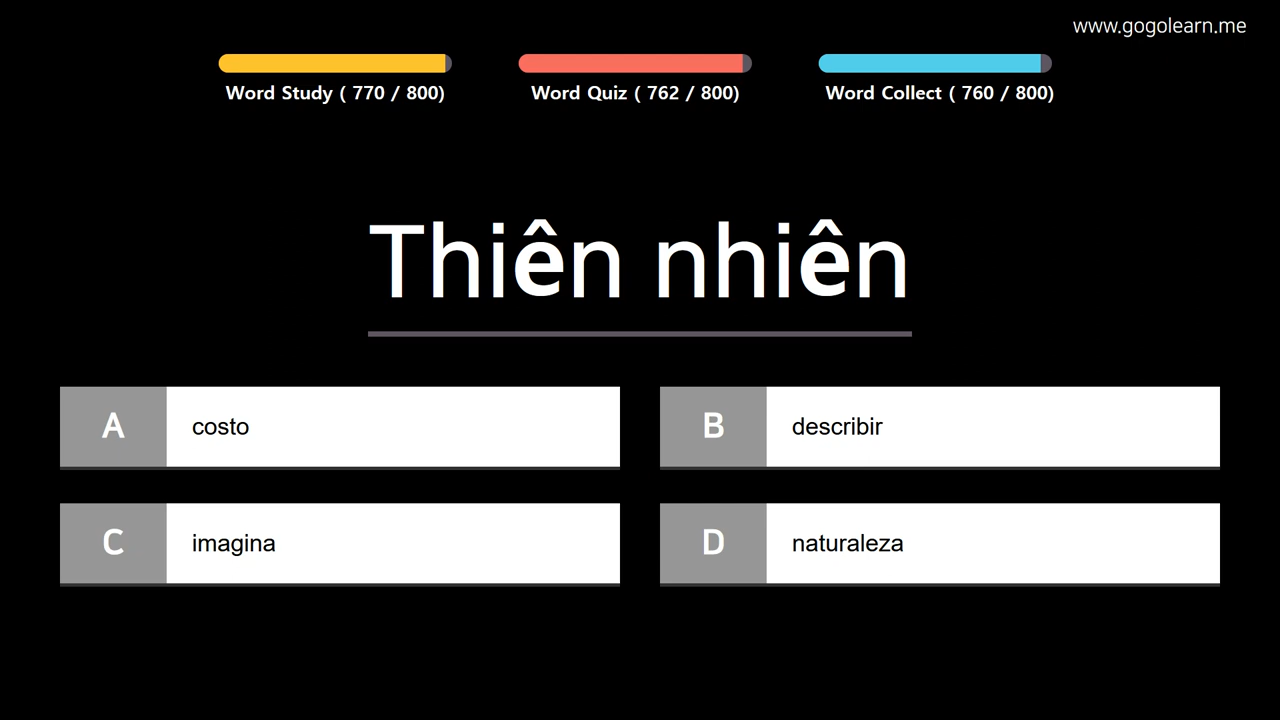 www.gogolearn.me
Word Study ( 770 / 800)
Word Quiz ( 762 / 800)
Word Collect ( 760 / 800)
Thiên nhiên
A costo
B describir
C imagina
D naturaleza